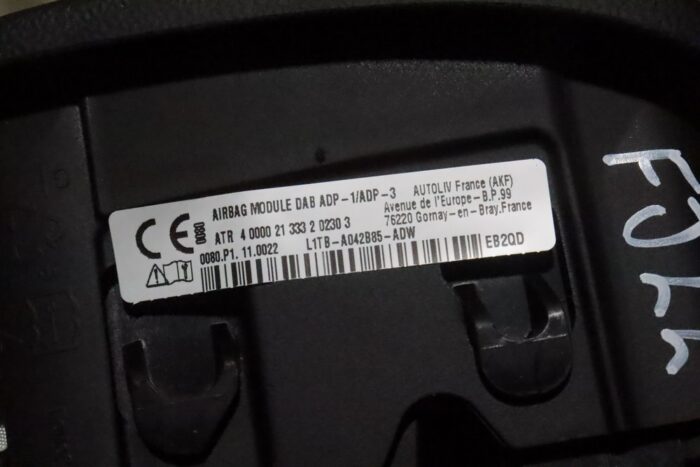 AIRBAG MODULE DAB ADP-1/ADP-3
ATR 4 0000 21 333 2 0230 3
0080.P1. 11.0022
L1TB-A042B85-ADW
AUTOLIV France (AKF)
Avenue de l'Europe-B.P.99
76220 Gornay-en-Bray.France
EB2QD
CE
0080